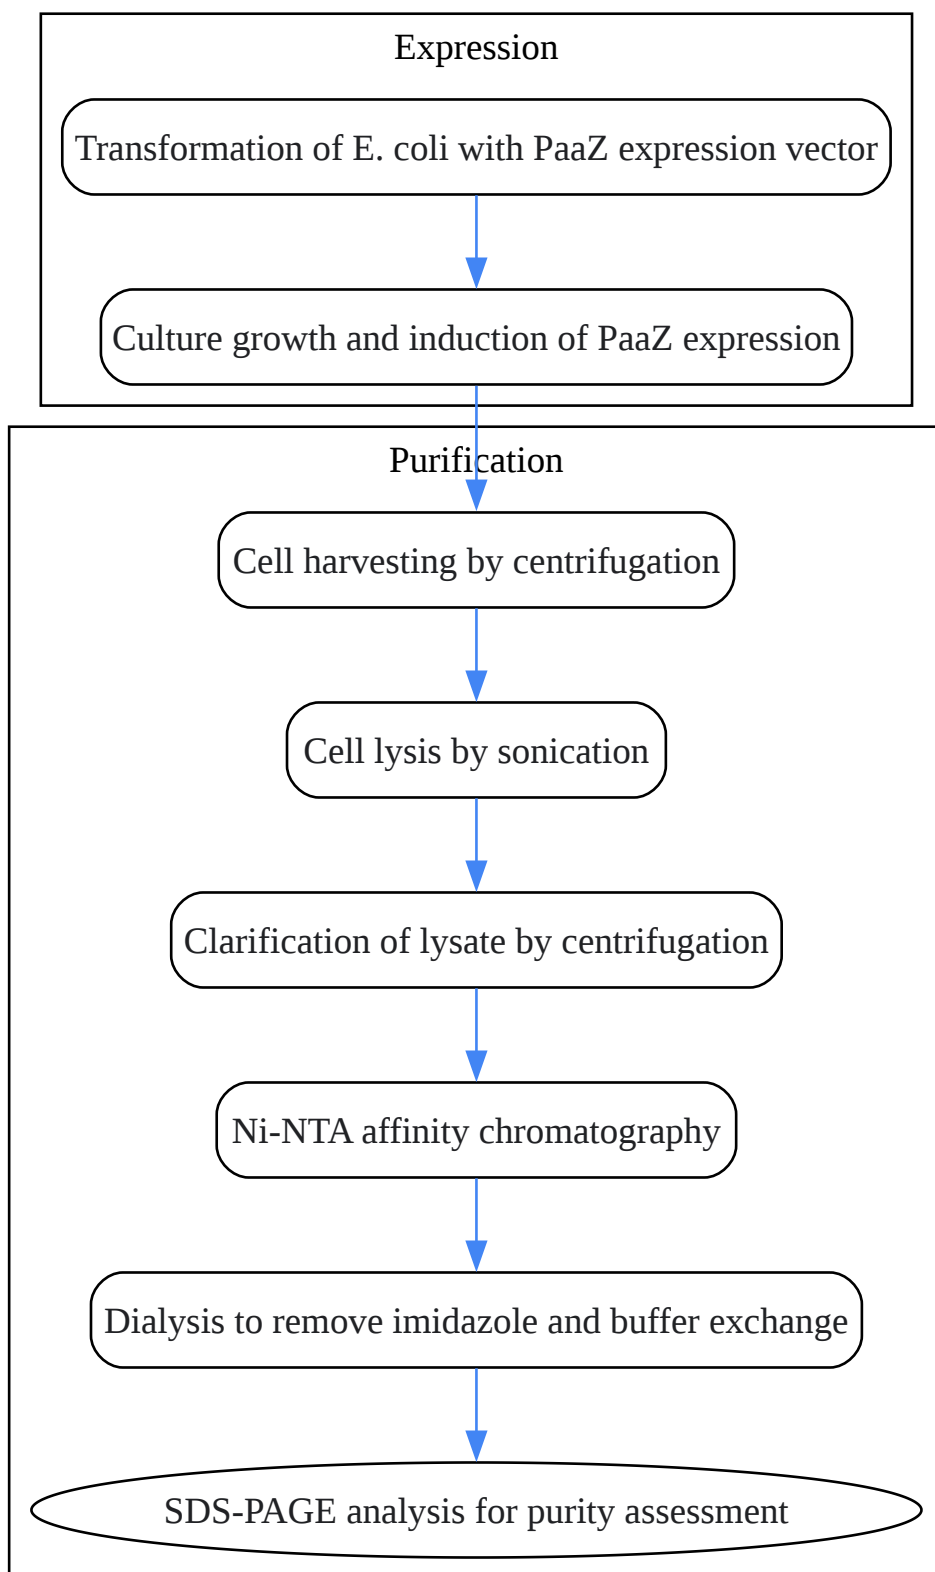 Expression
Transformation of E. coli with PaaZ expression vector
Culture growth and induction of PaaZ expression
Purification
Cell harvesting by centrifugation
Cell lysis by sonication
Clarification of lysate by centrifugation
Ni-NTA affinity chromatography
Dialysis to remove imidazole and buffer exchange
SDS-PAGE analysis for purity assessment